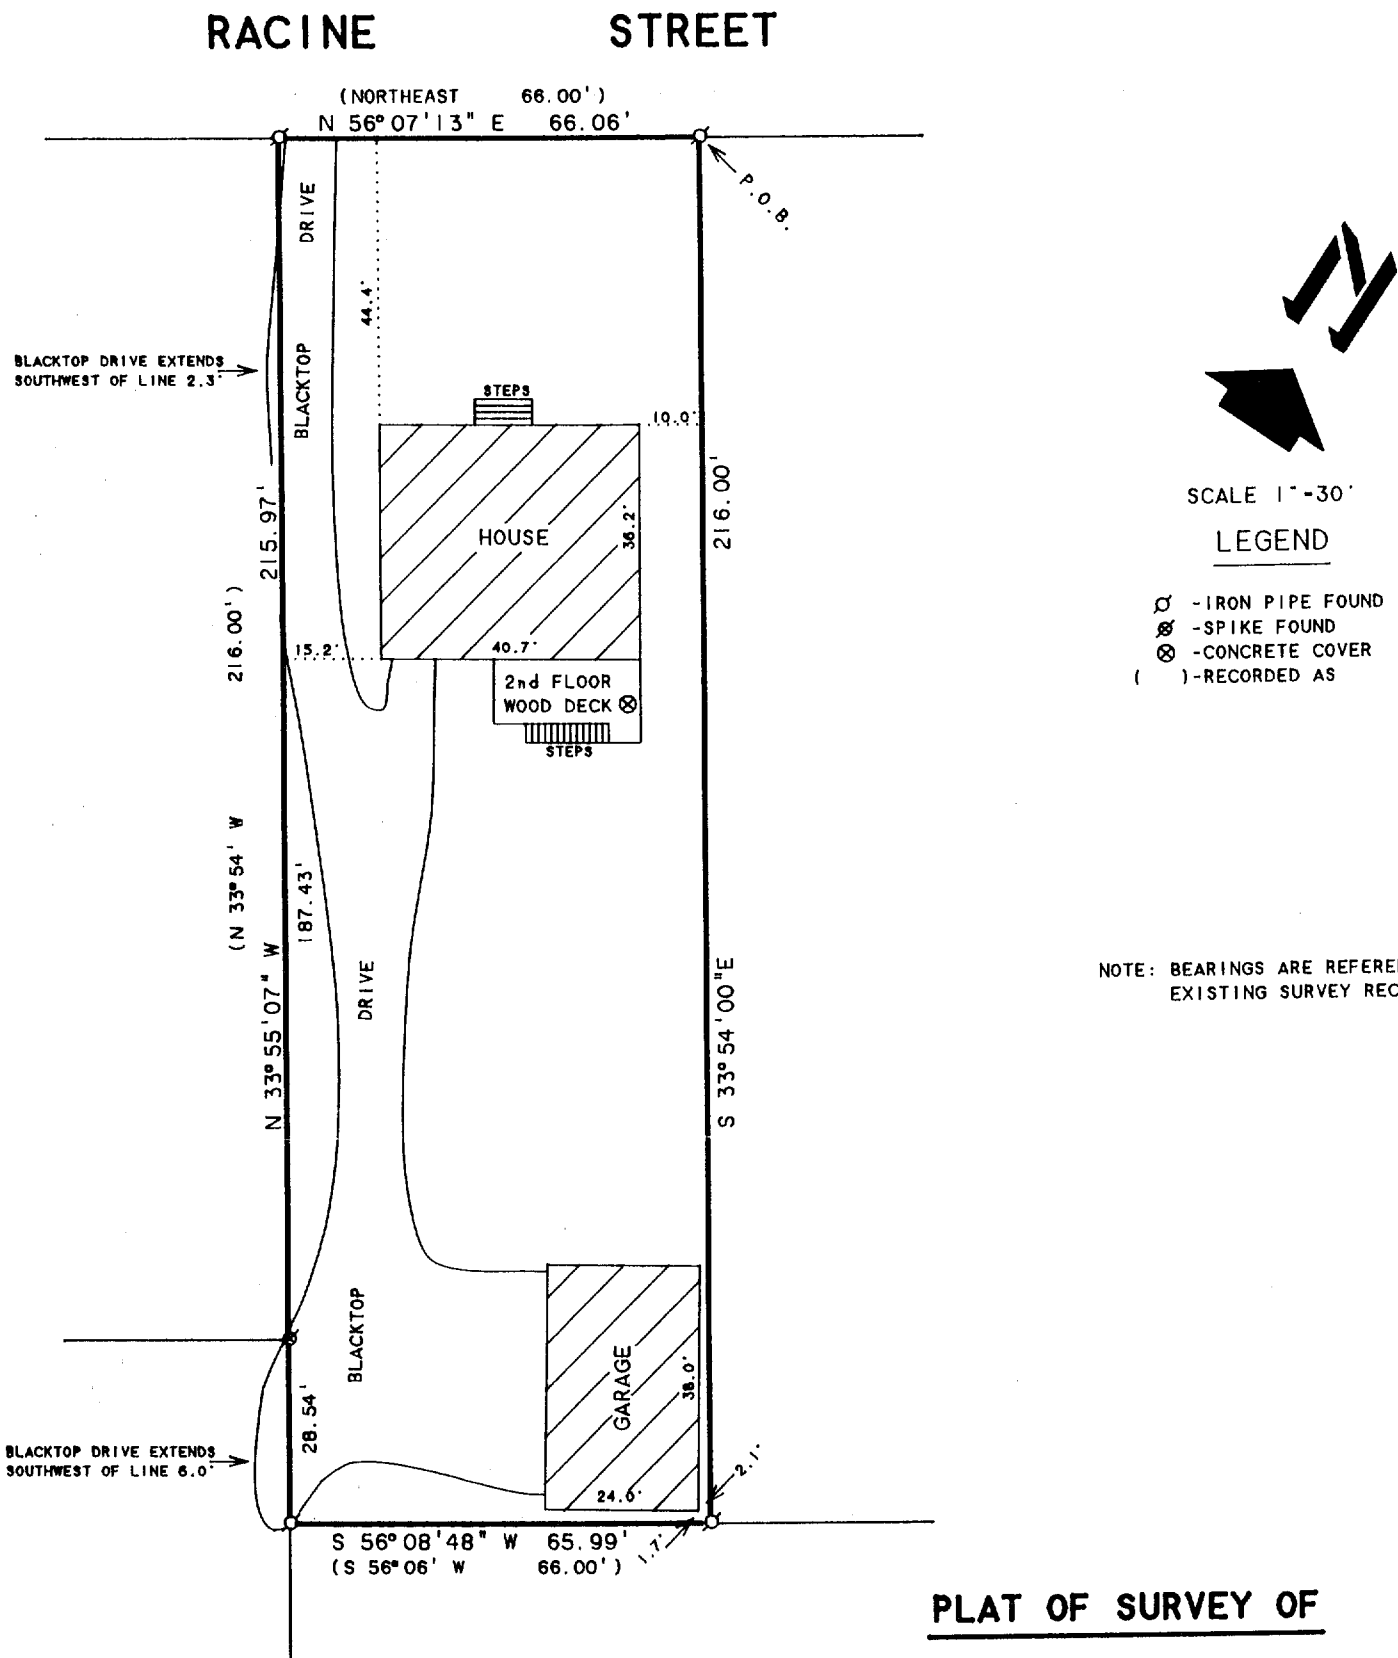 RACINE STREET
(NORTHEAST 66.00')
N 56°07'13" E 66.06'
P.O.B.
DRIVE
BLACKTOP
44.4'
BLACKTOP DRIVE EXTENDS
SOUTHWEST OF LINE 2.3'
STEPS
10.0'
HOUSE
36.2'
215.97'
216.00'
SCALE 1"-30'
LEGEND
-IRON PIPE FOUND
-SPIKE FOUND
-CONCRETE COVER
( )-RECORDED AS
216.00')
15.2'
40.7'
2nd FLOOR
WOOD DECK
STEPS
(N 33°54' W
187.43'
N 33°55'07" W
DRIVE
S 33°54'00"E
NOTE: BEARINGS ARE REFERE
EXISTING SURVEY REC
BLACKTOP
GARAGE
38.0'
28.54'
BLACKTOP DRIVE EXTENDS
SOUTHWEST OF LINE 6.0'
24.0'
2.1'
1.7'
S 56°08'48" W 65.99'
(S 56°06' W 66.00')
PLAT OF SURVEY OF